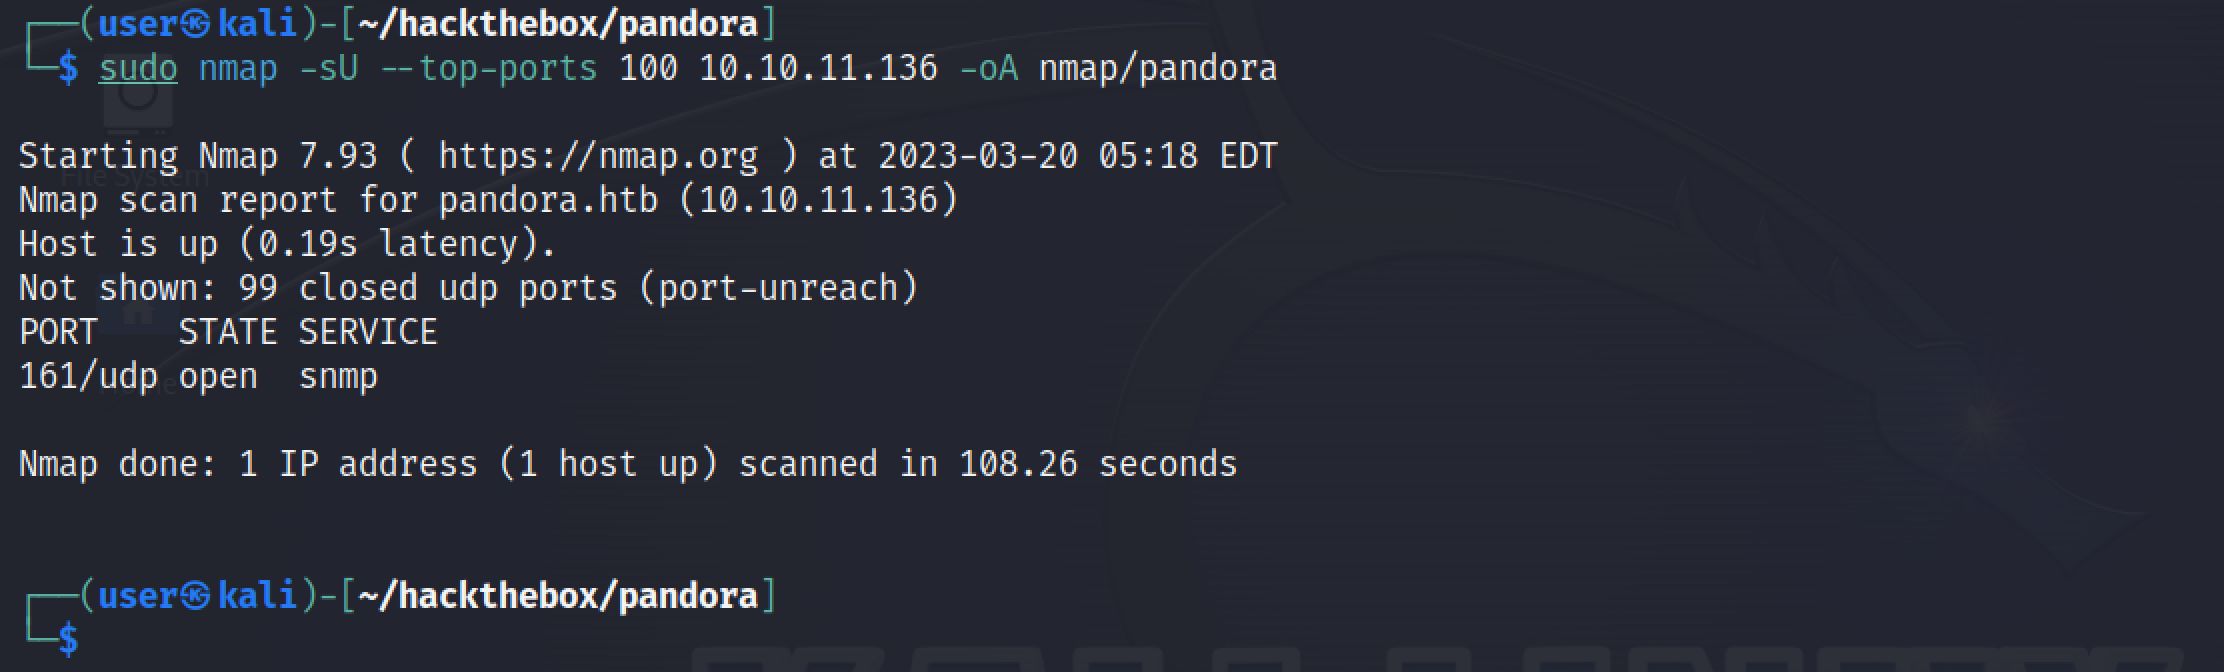 ┌──(user㉿kali)-[~/hackthebox/pandora]
└─$ sudo nmap -sU --top-ports 100 10.10.11.136 -oA nmap/pandora
Starting Nmap 7.93 ( https://nmap.org ) at 2023-03-20 05:18 EDT
File System
Nmap scan report for pandora.htb (10.10.11.136)
Host is up (0.19s latency).
Not shown: 99 closed udp ports (port-unreach)
PORT    STATE SERVICE
161/udp open  snmp
Home
Nmap done: 1 IP address (1 host up) scanned in 108.26 seconds
┌──(user㉿kali)-[~/hackthebox/pandora]
└─$